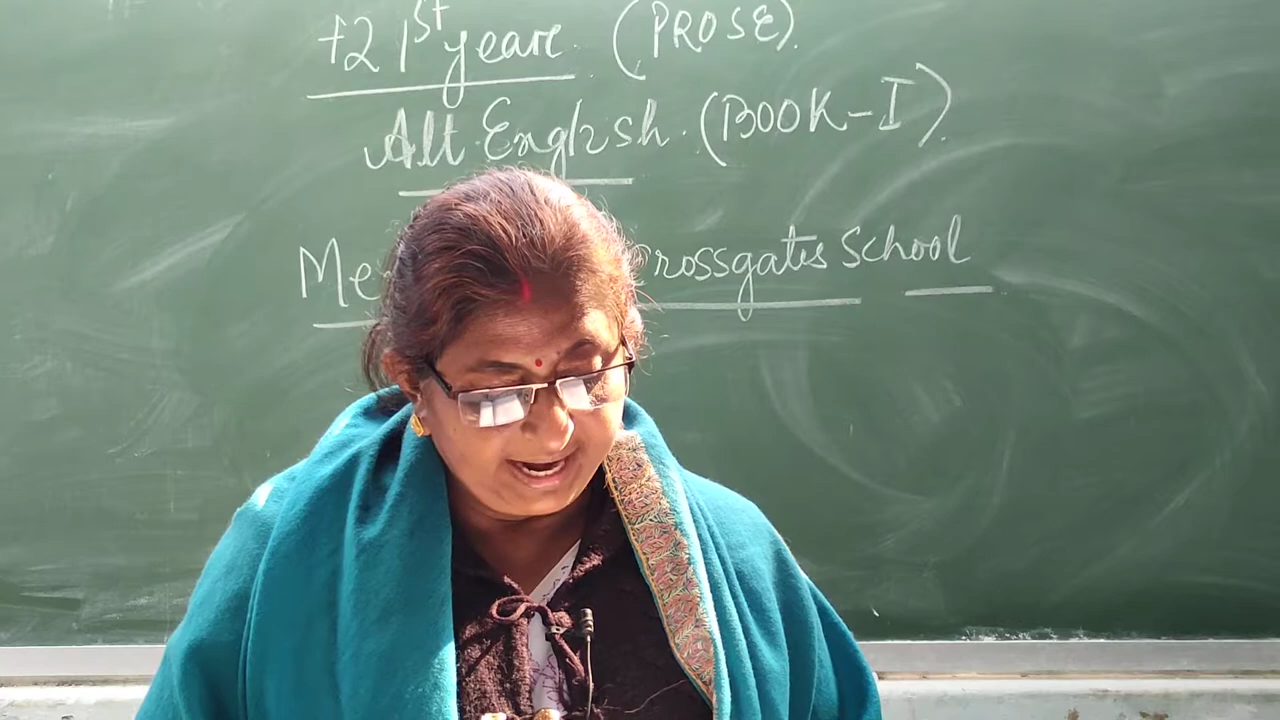 +2 1st yeare. (PROSE).
Alt English. (BOOK-I).
Me rossgates School